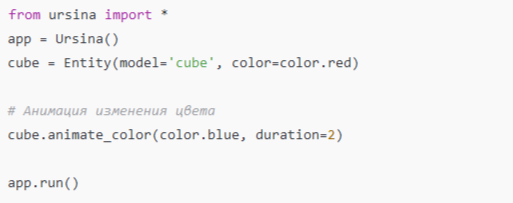 from ursina import *
app = Ursina()
cube = Entity(model='cube', color=color.red)
# Анимация изменения цвета
cube.animate_color(color.blue, duration=2)
app.run()